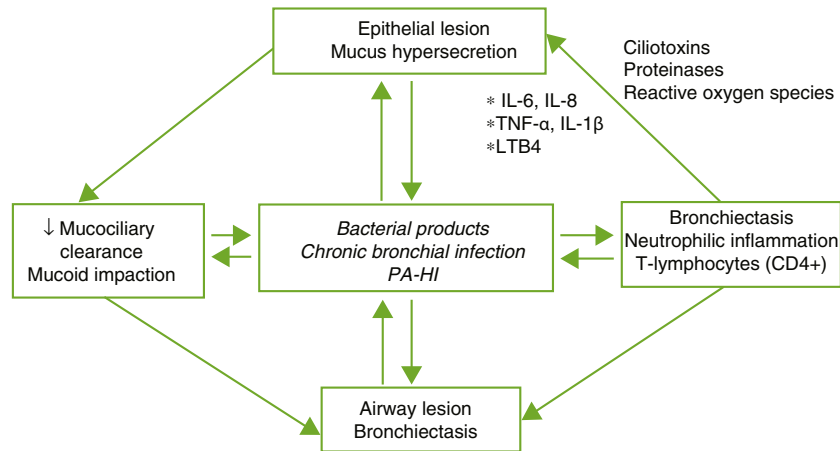 Epithelial lesion
Mucus hypersecretion
Ciliotoxins
Proteinases
Reactive oxygen species
* IL-6, IL-8
*TNF-α, IL-1β
*LTB4
↓ Mucociliary
clearance
Mucoid impaction
Bacterial products
Chronic bronchial infection
PA-HI
Bronchiectasis
Neutrophilic inflammation
T-lymphocytes (CD4+)
Airway lesion
Bronchiectasis